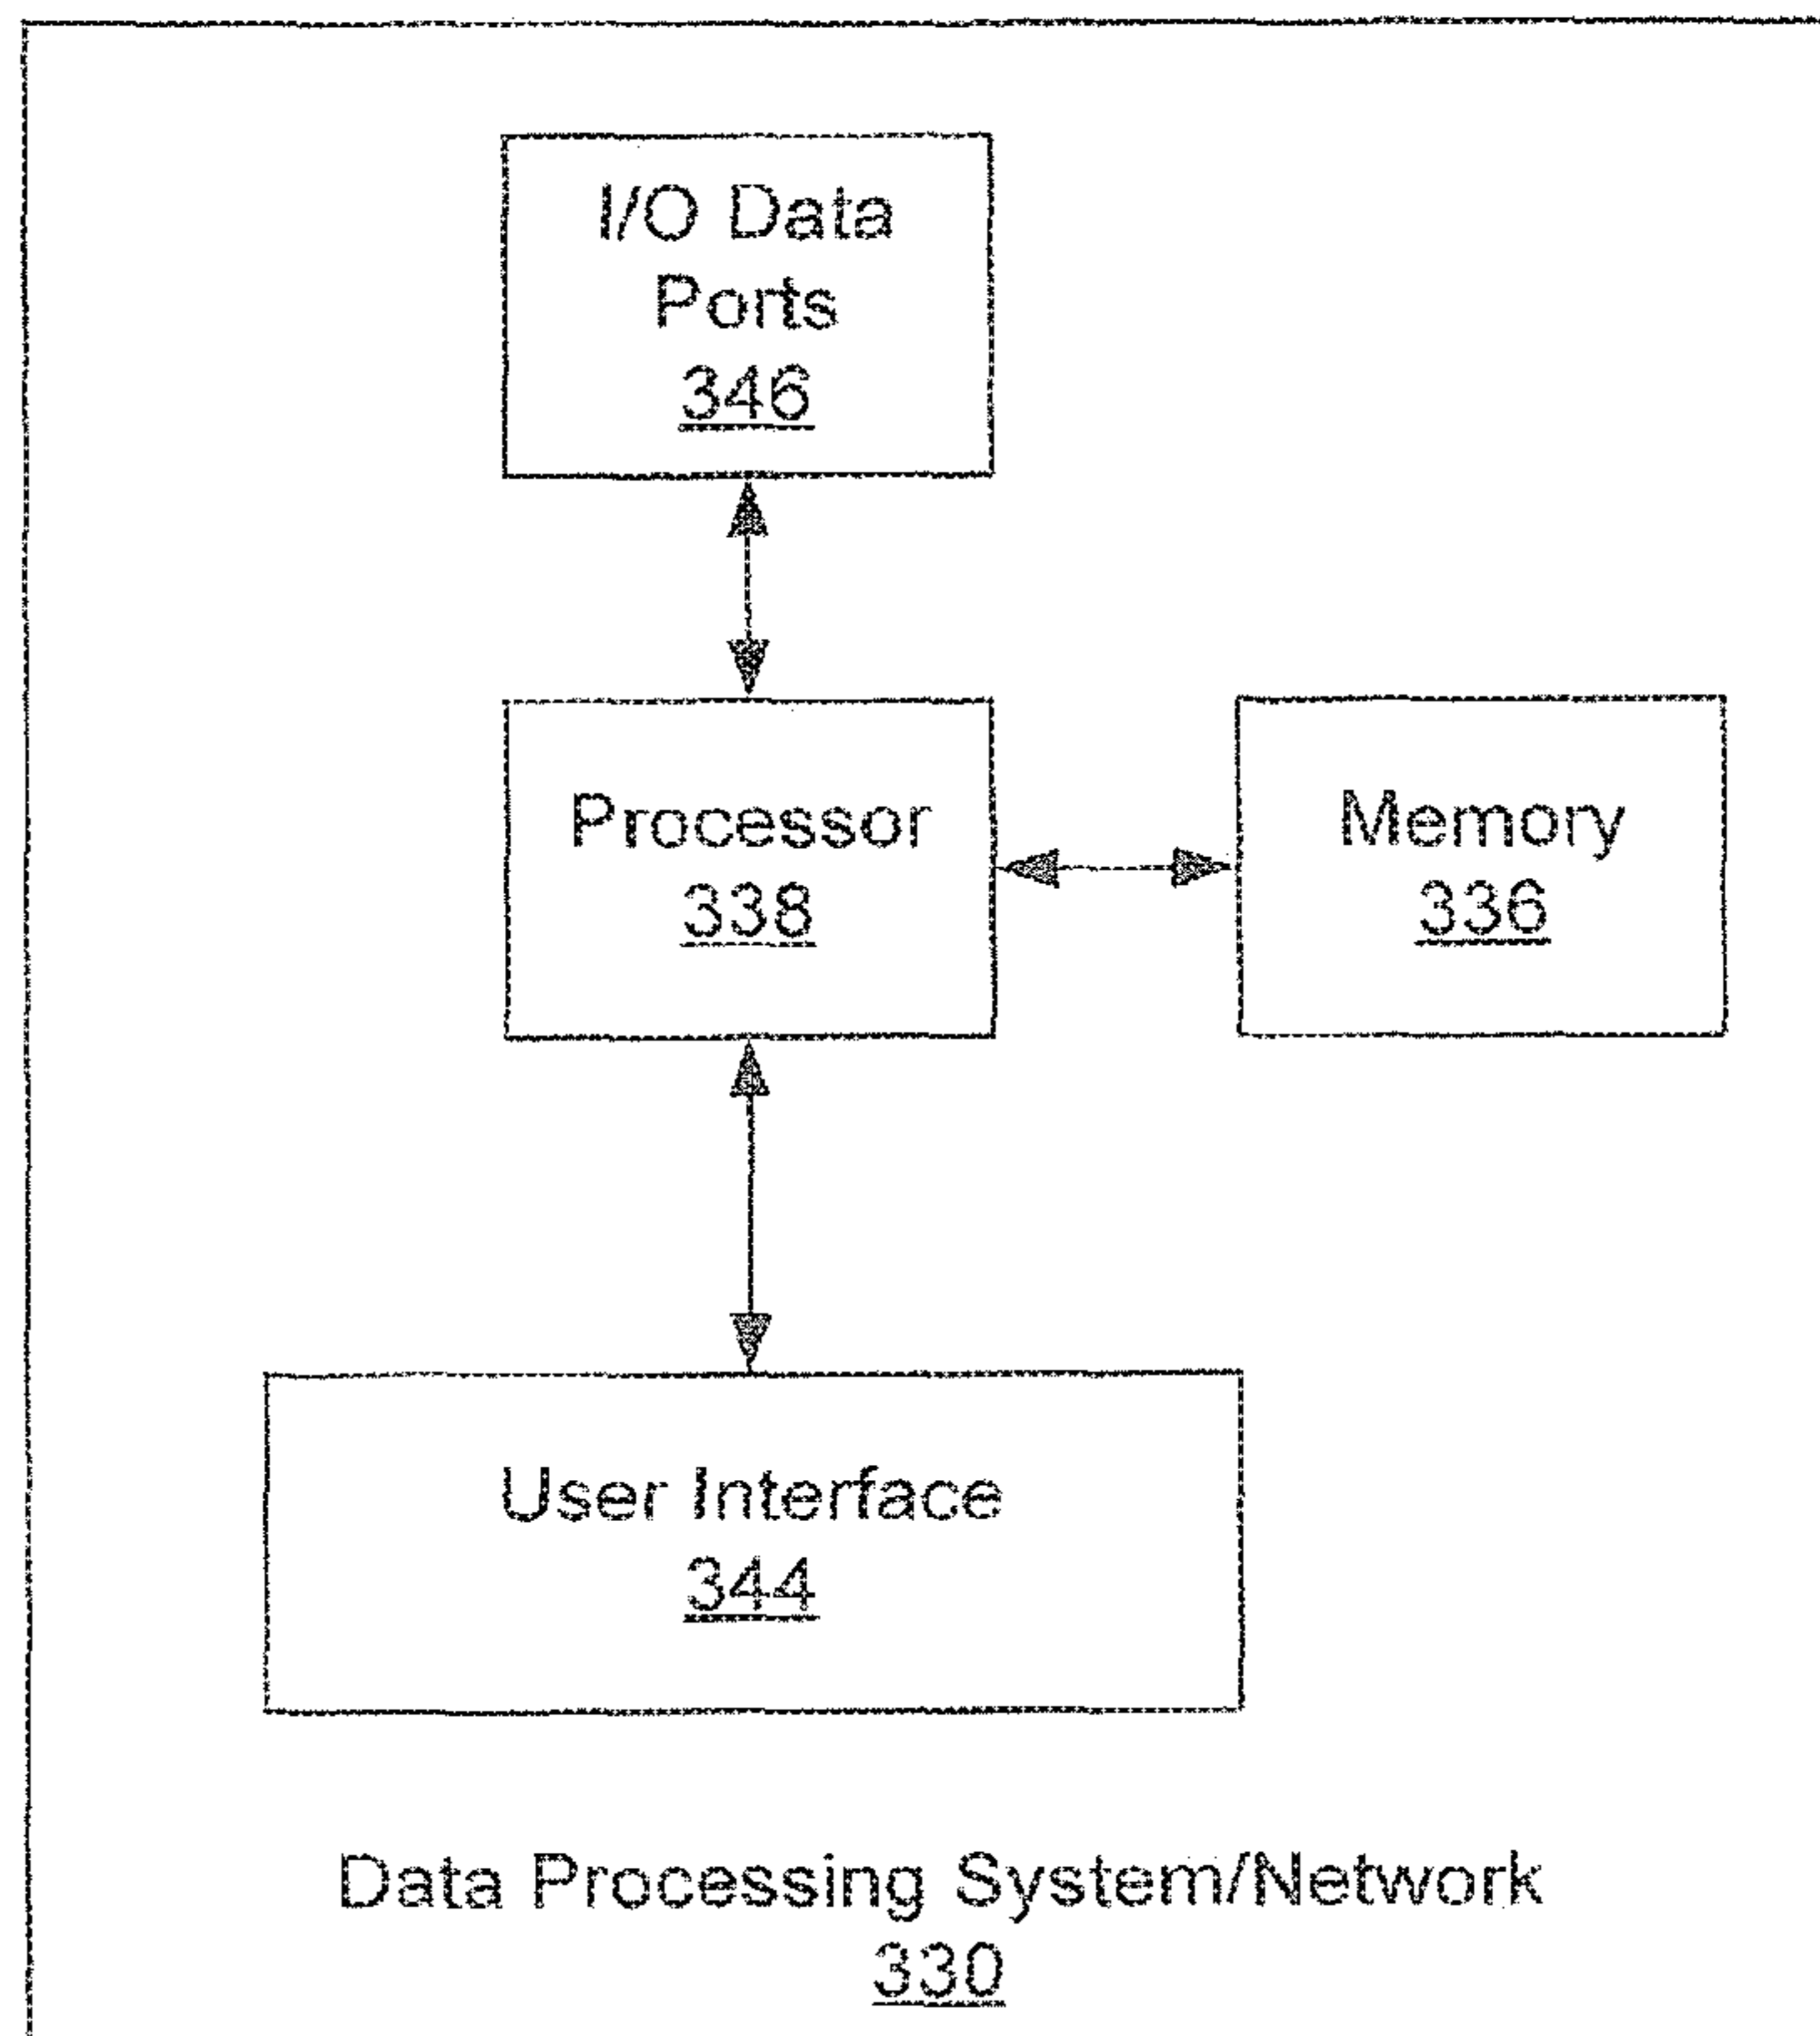 I/O Data
Ports
346
Processor
338
Memory
336
User Interface
344
Data Processing System/Network
330